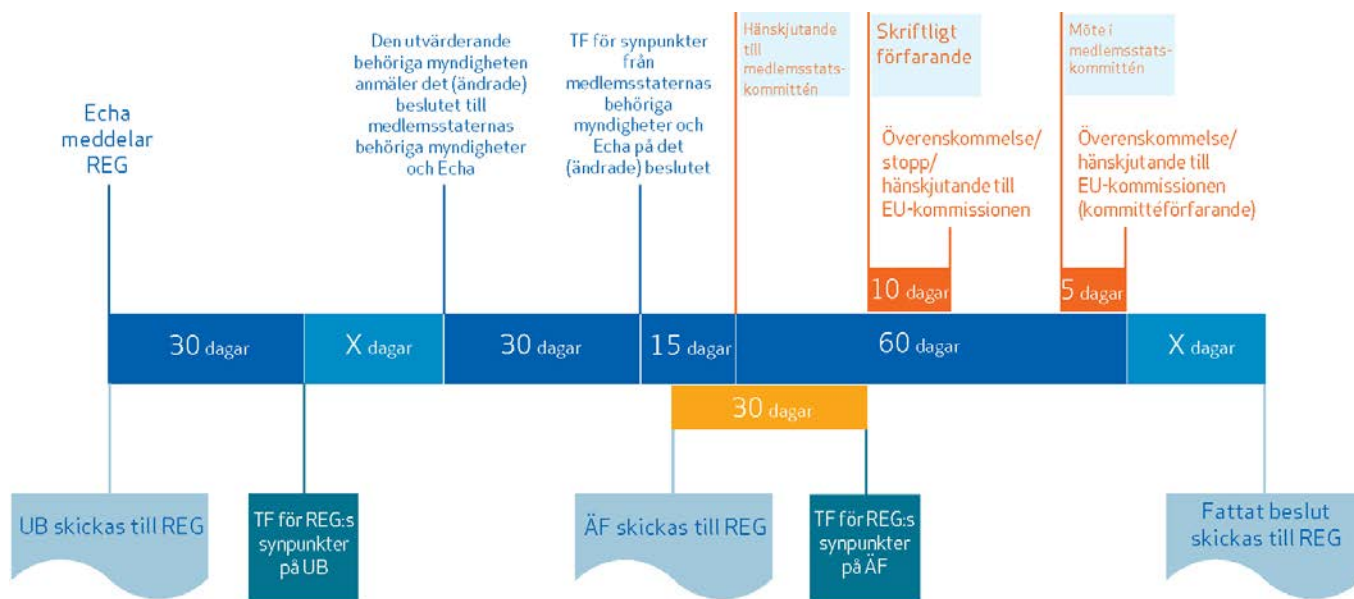 Echa
meddelar
REG
Den utvärderande
behöriga myndigheten
anmäler det (ändrade)
beslutet till
medlemsstaternas
behöriga myndigheter
och Echa
TF för synpunkter
från
medlemsstaternas
behöriga
myndigheter och
Echa på det
(ändrade) beslutet
Hänskjutande
till
medlemsstats-
kommittén
Skriftligt
förfarande
Överenskommelse/
stopp/
hänskjutande till
EU-kommissionen
Möte i
medlemsstats-
kommittén
Överenskommelse/
hänskjutande till
EU-kommissionen
(kommittéförfarande)
10 dagar
5 dagar
30 dagar
X dagar
30 dagar
15 dagar
60 dagar
X dagar
30 dagar
UB skickas till REG
TF för REG:s
synpunkter
på UB
ÄF skickas till REG
TF för REG:s
synpunkter
på ÄF
Fattat beslut
skickas till REG